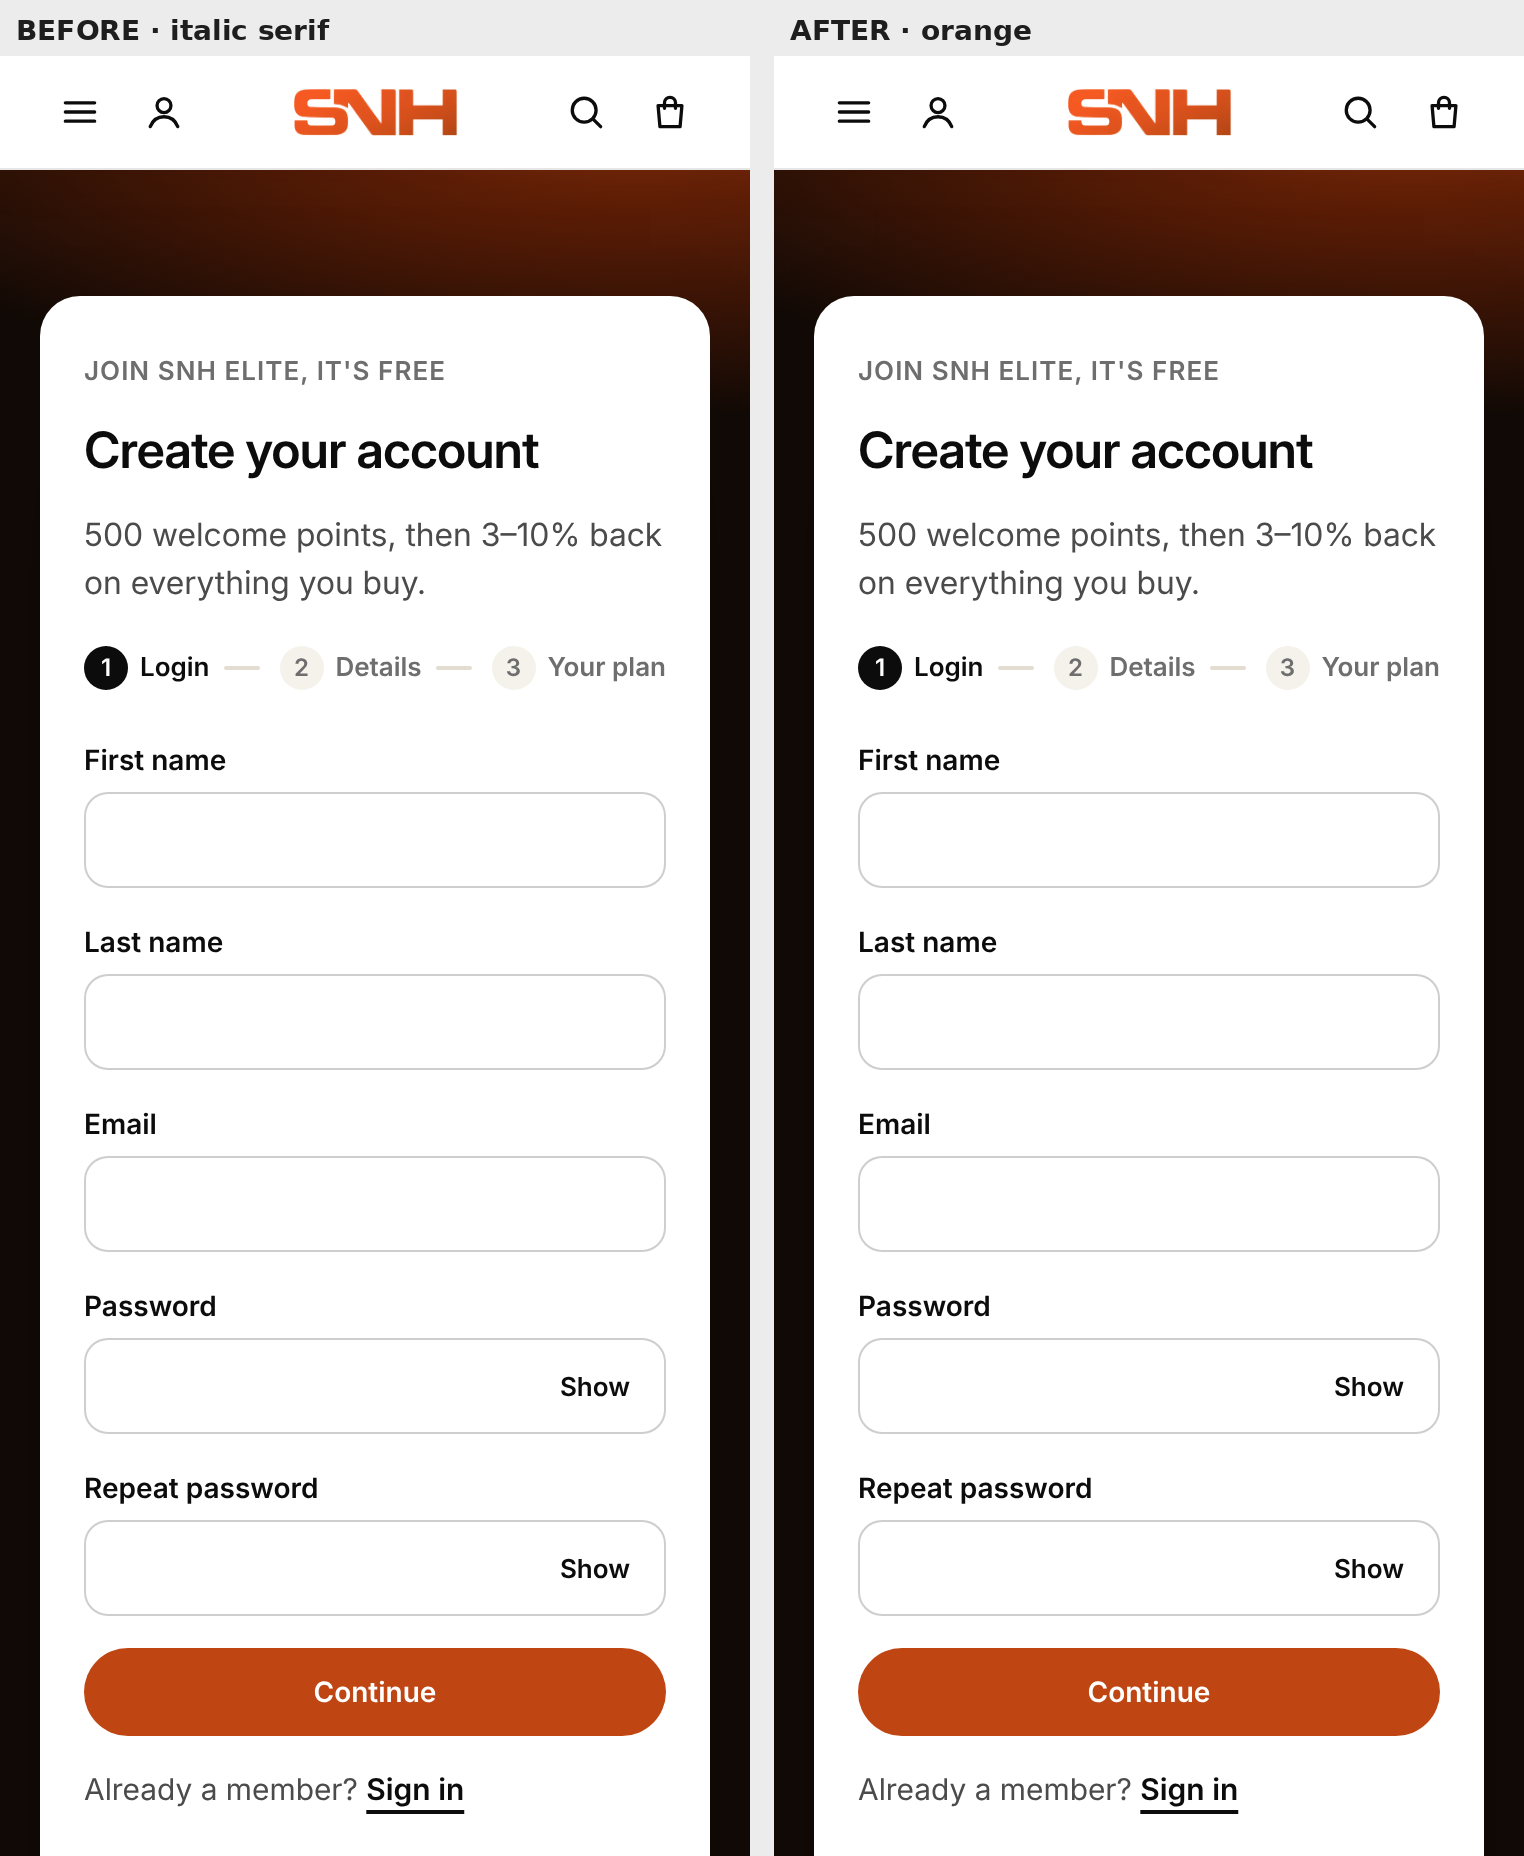 BEFORE · italic serif
SNH
JOIN SNH ELITE, IT'S FREE
Create your account
500 welcome points, then 3–10% back
on everything you buy.
1 Login — 2 Details — 3 Your plan
First name
Last name
Email
Password
Show
Repeat password
Show
Continue
Already a member? Sign in
AFTER · orange
SNH
JOIN SNH ELITE, IT'S FREE
Create your account
500 welcome points, then 3–10% back
on everything you buy.
1 Login — 2 Details — 3 Your plan
First name
Last name
Email
Password
Show
Repeat password
Show
Continue
Already a member? Sign in